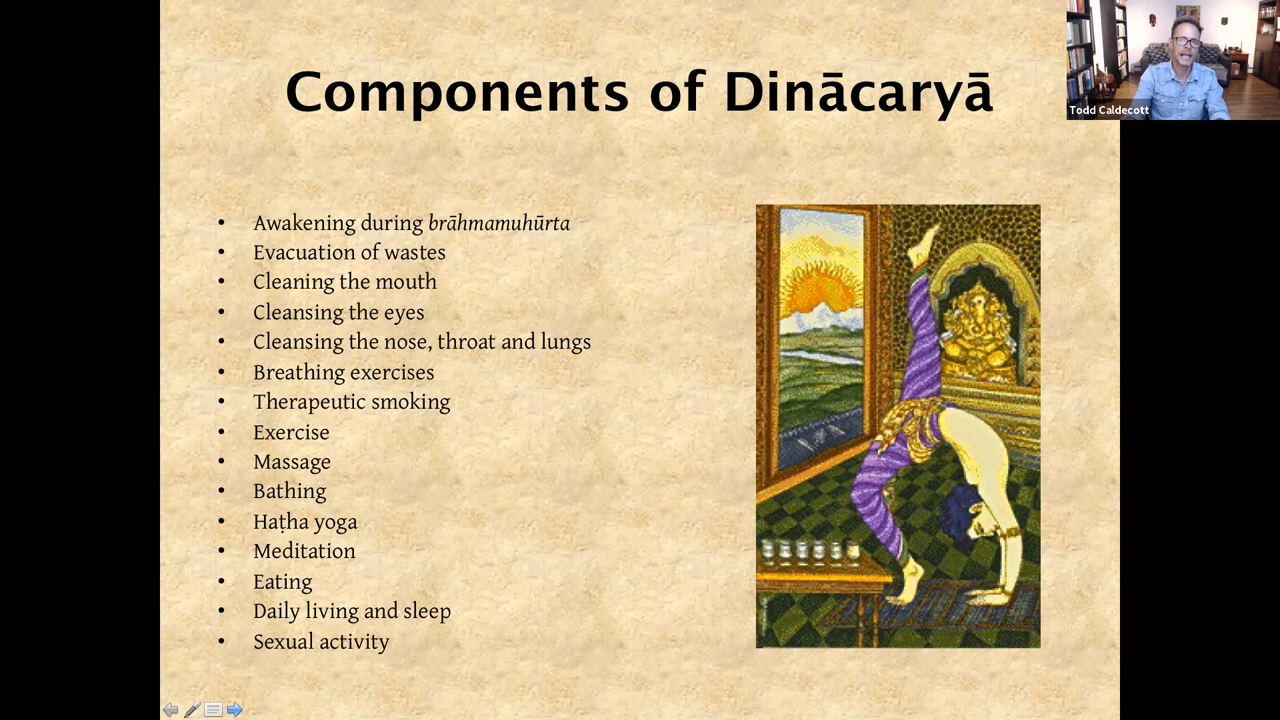 Components of Dinācaryā
• Awakening during brāhmamuhūrta
• Evacuation of wastes
• Cleaning the mouth
• Cleansing the eyes
• Cleansing the nose, throat and lungs
• Breathing exercises
• Therapeutic smoking
• Exercise
• Massage
• Bathing
• Haṭha yoga
• Meditation
• Eating
• Daily living and sleep
• Sexual activity
Todd Caldecott